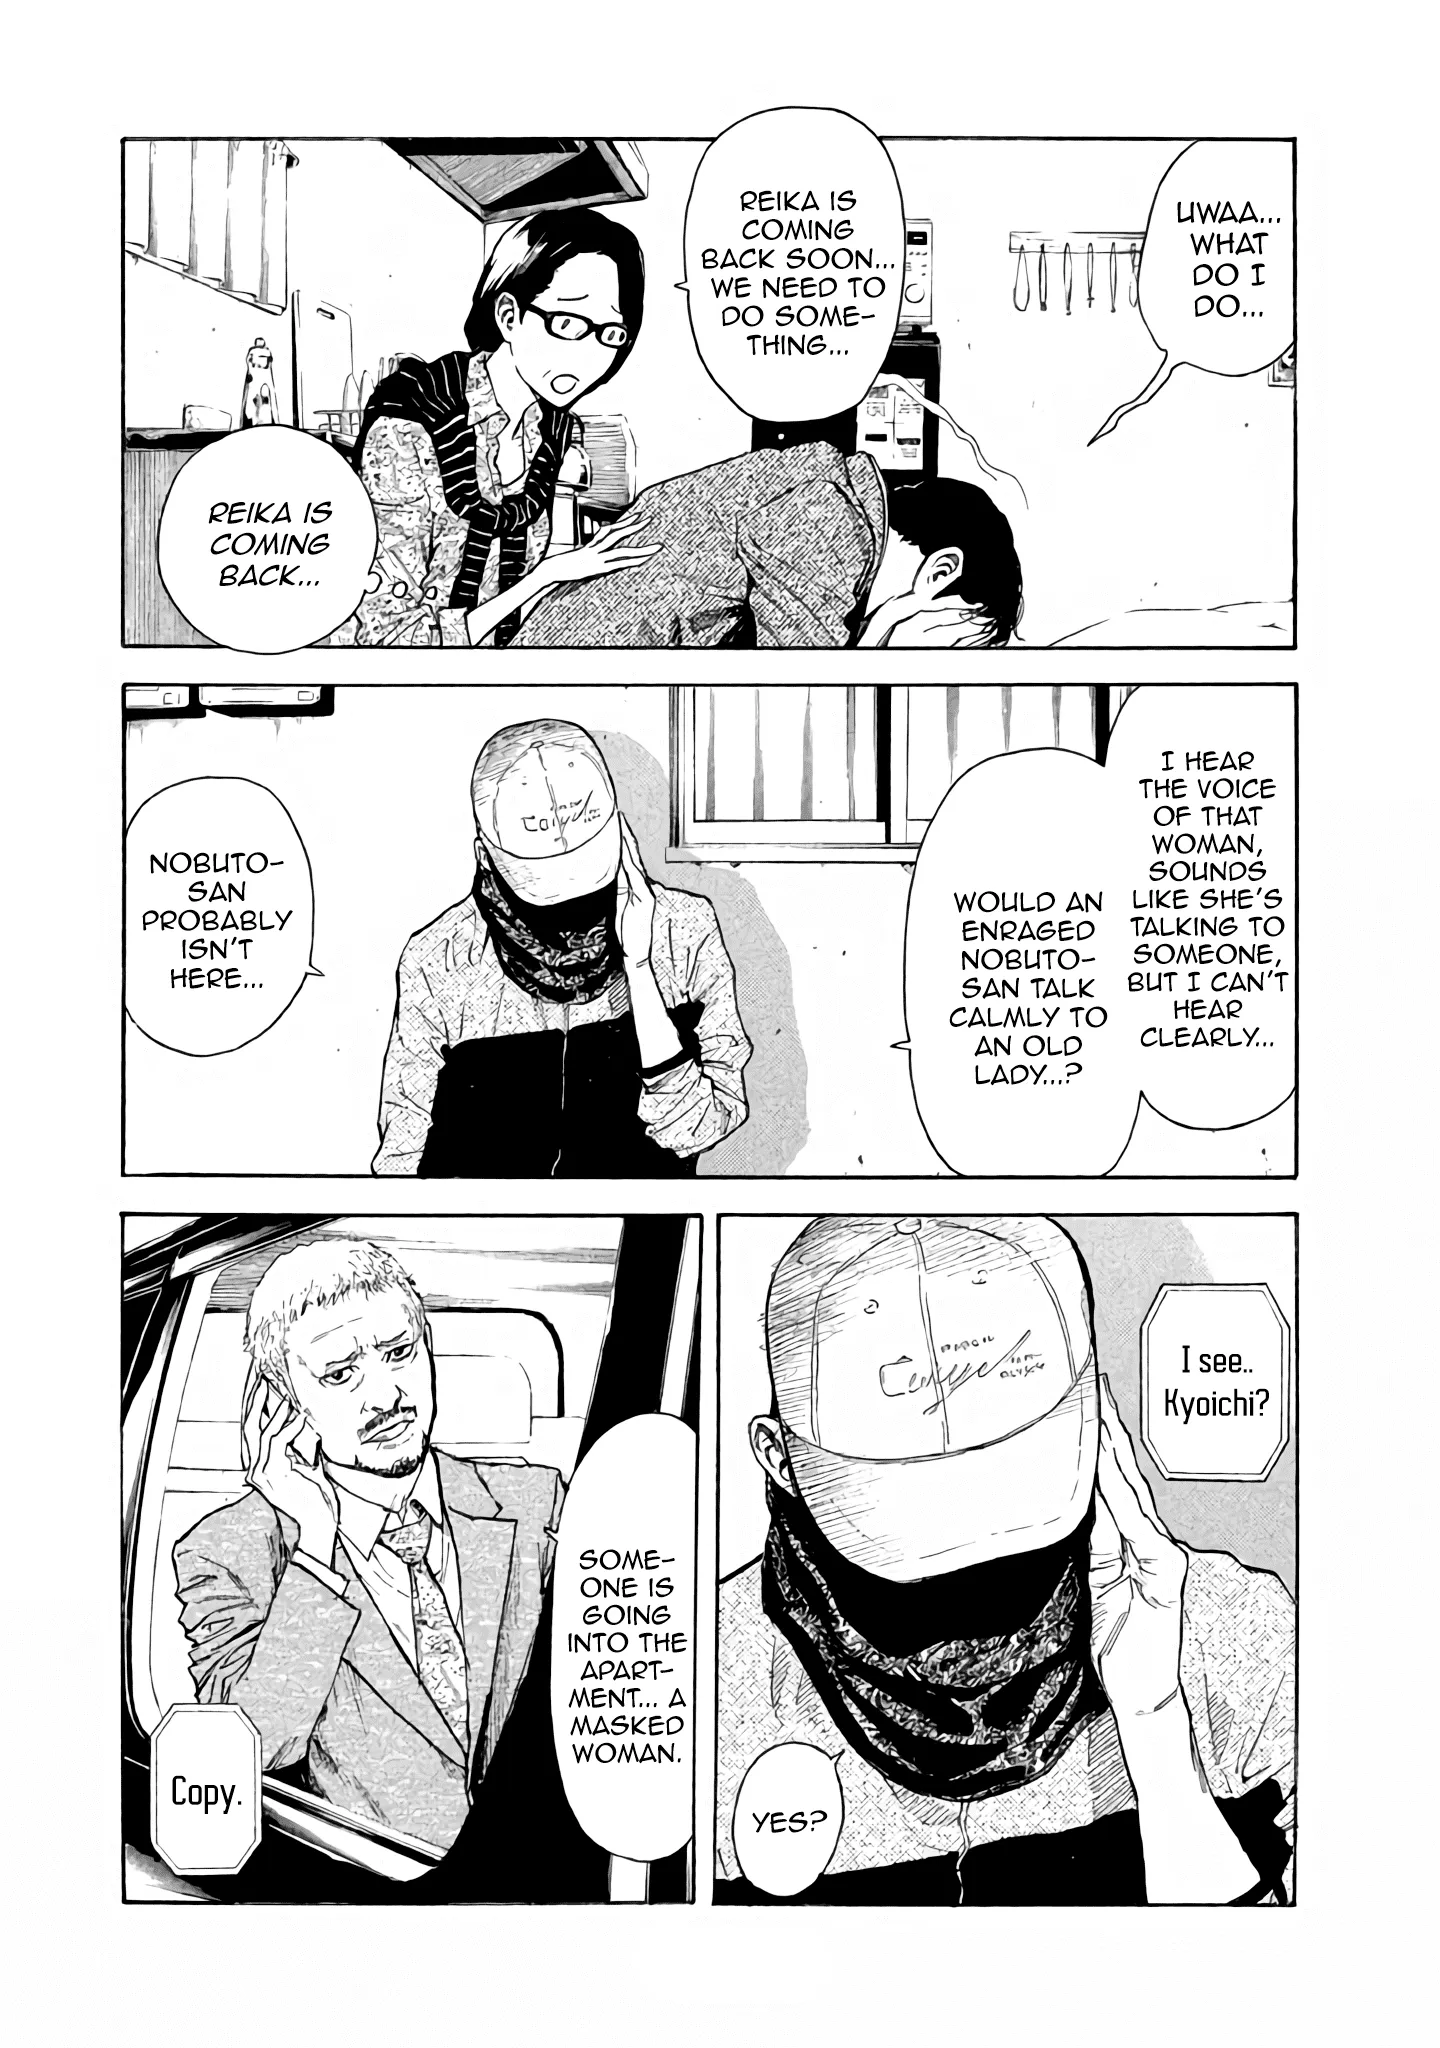 UWAA...
WHAT
DO I
DO...
REIKA IS
COMING
BACK SOON...
WE NEED TO
DO SOME-
THING...
REIKA IS
COMING
BACK...
I HEAR
THE VOICE
OF THAT
WOMAN,
SOUNDS
LIKE SHE'S
TALKING TO
SOMEONE,
BUT I CAN'T
HEAR
CLEARLY...
WOULD AN
ENRAGED
NOBUTO-
SAN TALK
CALMLY TO
AN OLD
LADY...?
NOBUTO-
SAN
PROBABLY
ISN'T
HERE...
I see..
Kyoichi?
YES?
SOME-
ONE IS
GOING
INTO THE
APART-
MENT... A
MASKED
WOMAN.
Copy.